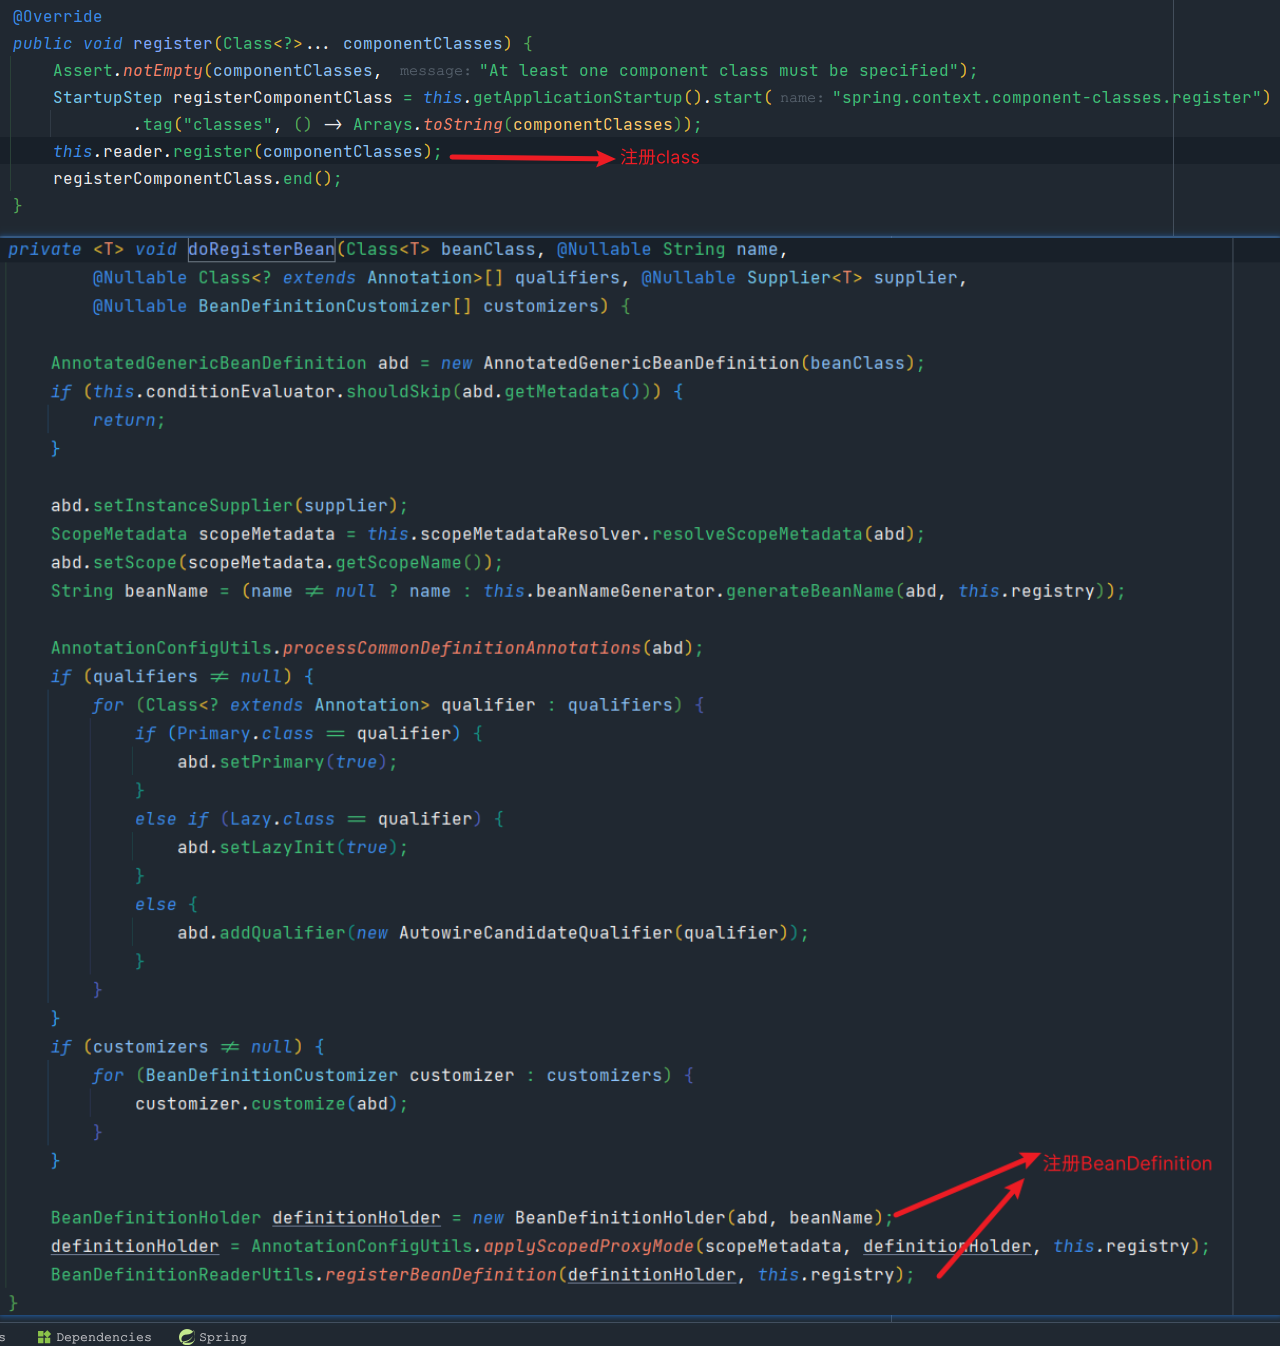 @Override
public void register(Class<?>... componentClasses) {
Assert.notEmpty(componentClasses, message: "At least one component class must be specified");
StartupStep registerComponentClass = this.getApplicationStartup().start( name: "spring.context.component-classes.register")
.tag("classes", () → Arrays.toString(componentClasses));
this.reader.register(componentClasses); 注册class
registerComponentClass.end();
}
private <T> void doRegisterBean(Class<T> beanClass, @Nullable String name,
@Nullable Class<? extends Annotation>[] qualifiers, @Nullable Supplier<T> supplier,
@Nullable BeanDefinitionCustomizer[] customizers) {
AnnotatedGenericBeanDefinition abd = new AnnotatedGenericBeanDefinition(beanClass);
if (this.conditionEvaluator.shouldSkip(abd.getMetadata())) {
return;
}
abd.setInstanceSupplier(supplier);
ScopeMetadata scopeMetadata = this.scopeMetadataResolver.resolveScopeMetadata(abd);
abd.setScope(scopeMetadata.getScopeName());
String beanName = (name ≠ null ? name : this.beanNameGenerator.generateBeanName(abd, this.registry));
AnnotationConfigUtils.processCommonDefinitionAnnotations(abd);
if (qualifiers ≠ null) {
for (Class<? extends Annotation> qualifier : qualifiers) {
if (Primary.class == qualifier) {
abd.setPrimary(true);
}
else if (Lazy.class == qualifier) {
abd.setLazyInit(true);
}
else {
abd.addQualifier(new AutowireCandidateQualifier(qualifier));
}
}
}
if (customizers ≠ null) {
for (BeanDefinitionCustomizer customizer : customizers) {
customizer.customize(abd);
}
}
注册BeanDefinition
BeanDefinitionHolder definitionHolder = new BeanDefinitionHolder(abd, beanName);
definitionHolder = AnnotationConfigUtils.applyScopedProxyMode(scopeMetadata, definitionHolder, this.registry);
BeanDefinitionReaderUtils.registerBeanDefinition(definitionHolder, this.registry);
}
s Dependencies Spring